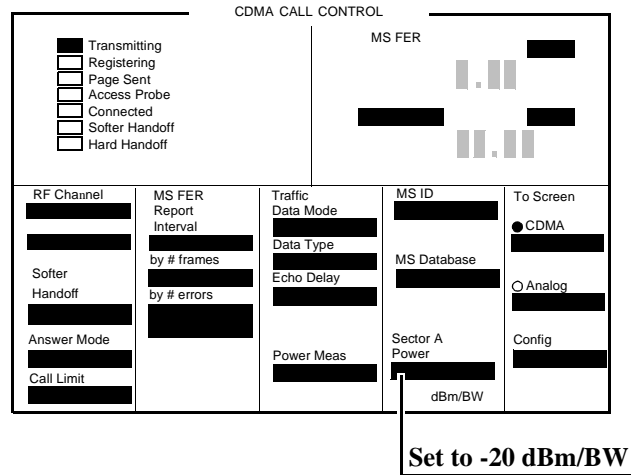 CDMA CALL CONTROL
Transmitting
Registering
Page Sent
Access Probe
Connected
Softer Handoff
Hard Handoff
MS FER
RF Channel
Softer
Handoff
Answer Mode
Call Limit
MS FER
Report
Interval
by # frames
by # errors
Traffic
Data Mode
Data Type
Echo Delay
Power Meas
MS ID
MS Database
Sector A
Power
dBm/BW
To Screen
CDMA
Analog
Config
Set to -20 dBm/BW